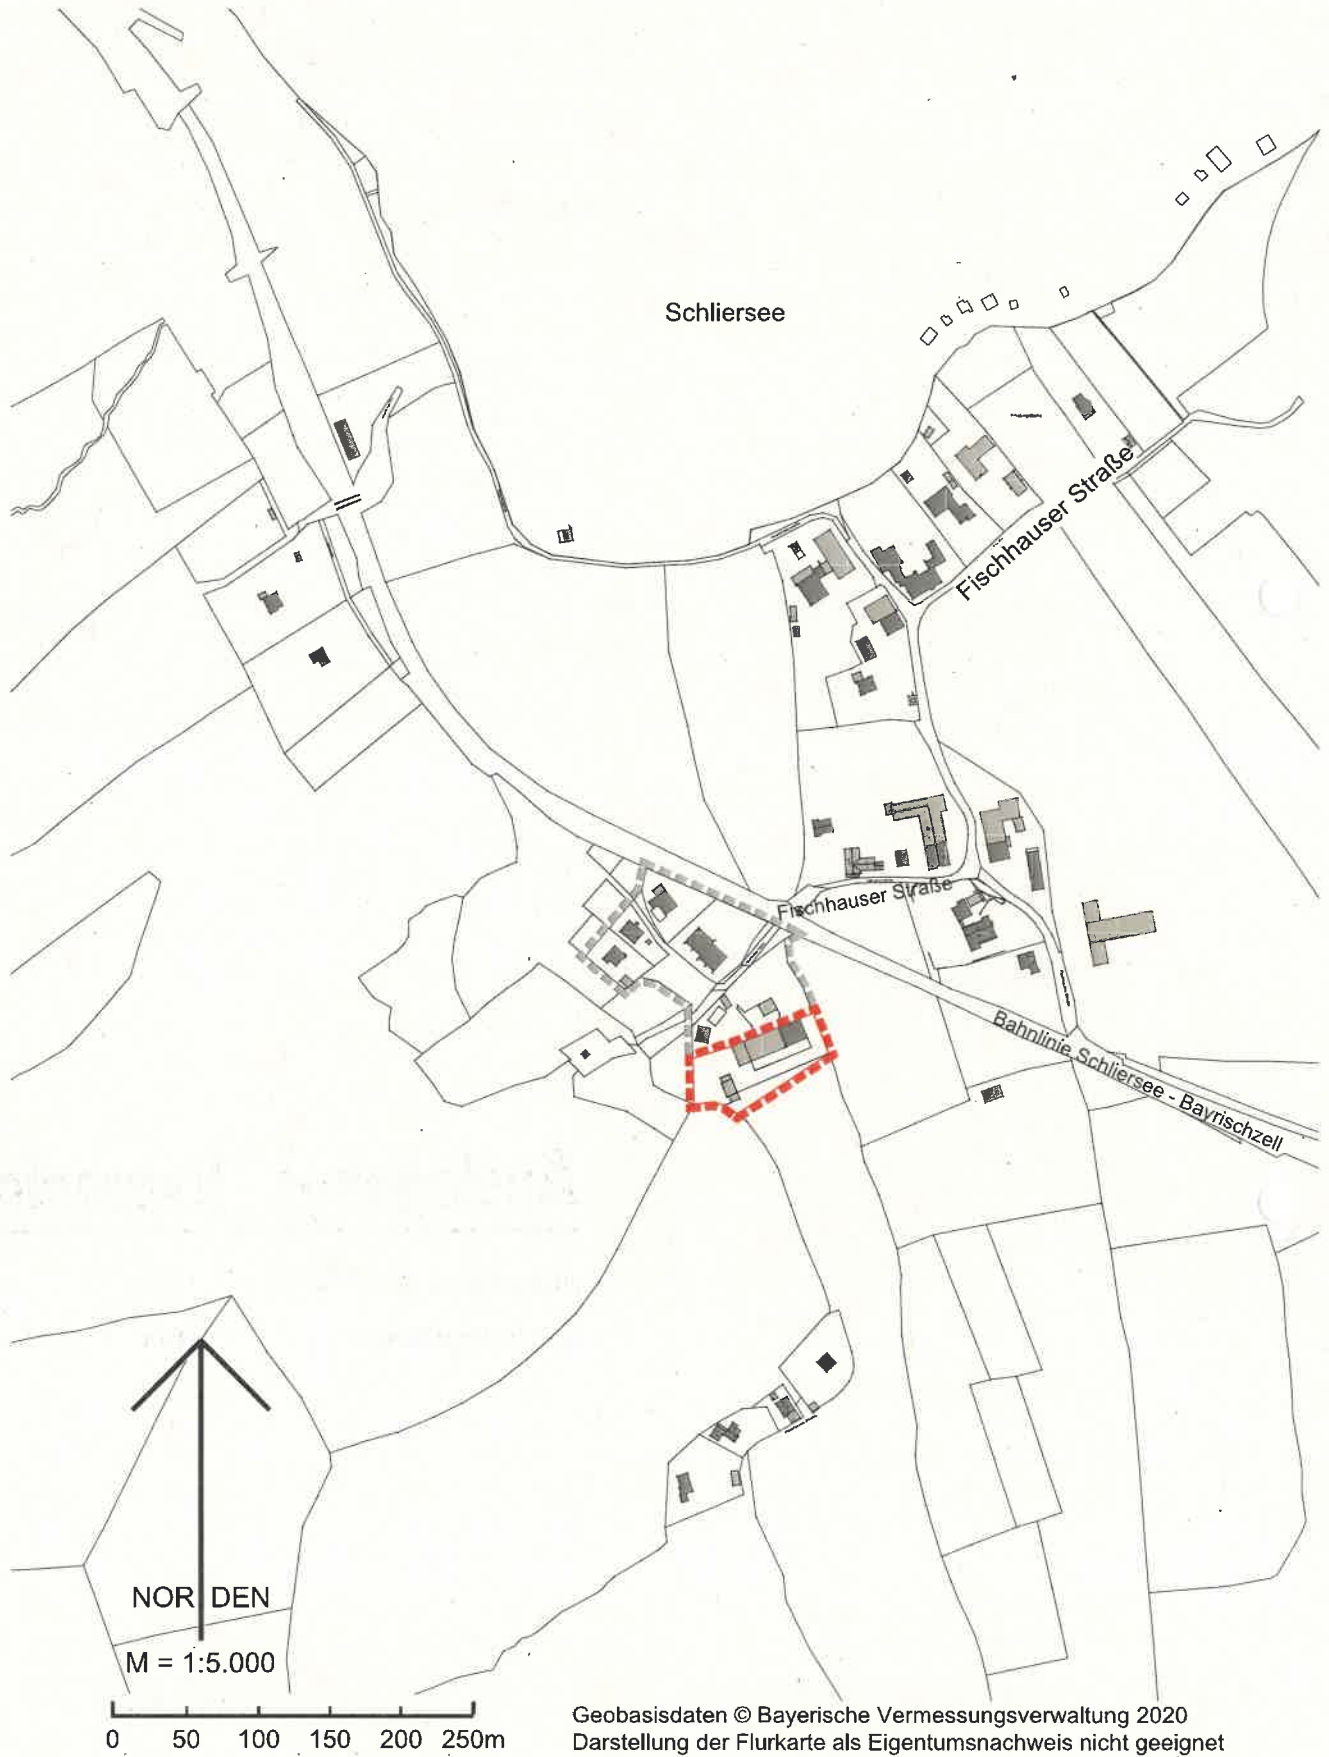 Schliersee
Fischhauser Straße
Fischhauser Straße
Bahnlinie Schliersee - Bayrischzell
NORDEN
M = 1:5.000
0 50 100 150 200 250m
Geobasisdaten © Bayerische Vermessungsverwaltung 2020
Darstellung der Flurkarte als Eigentumsnachweis nicht geeignet